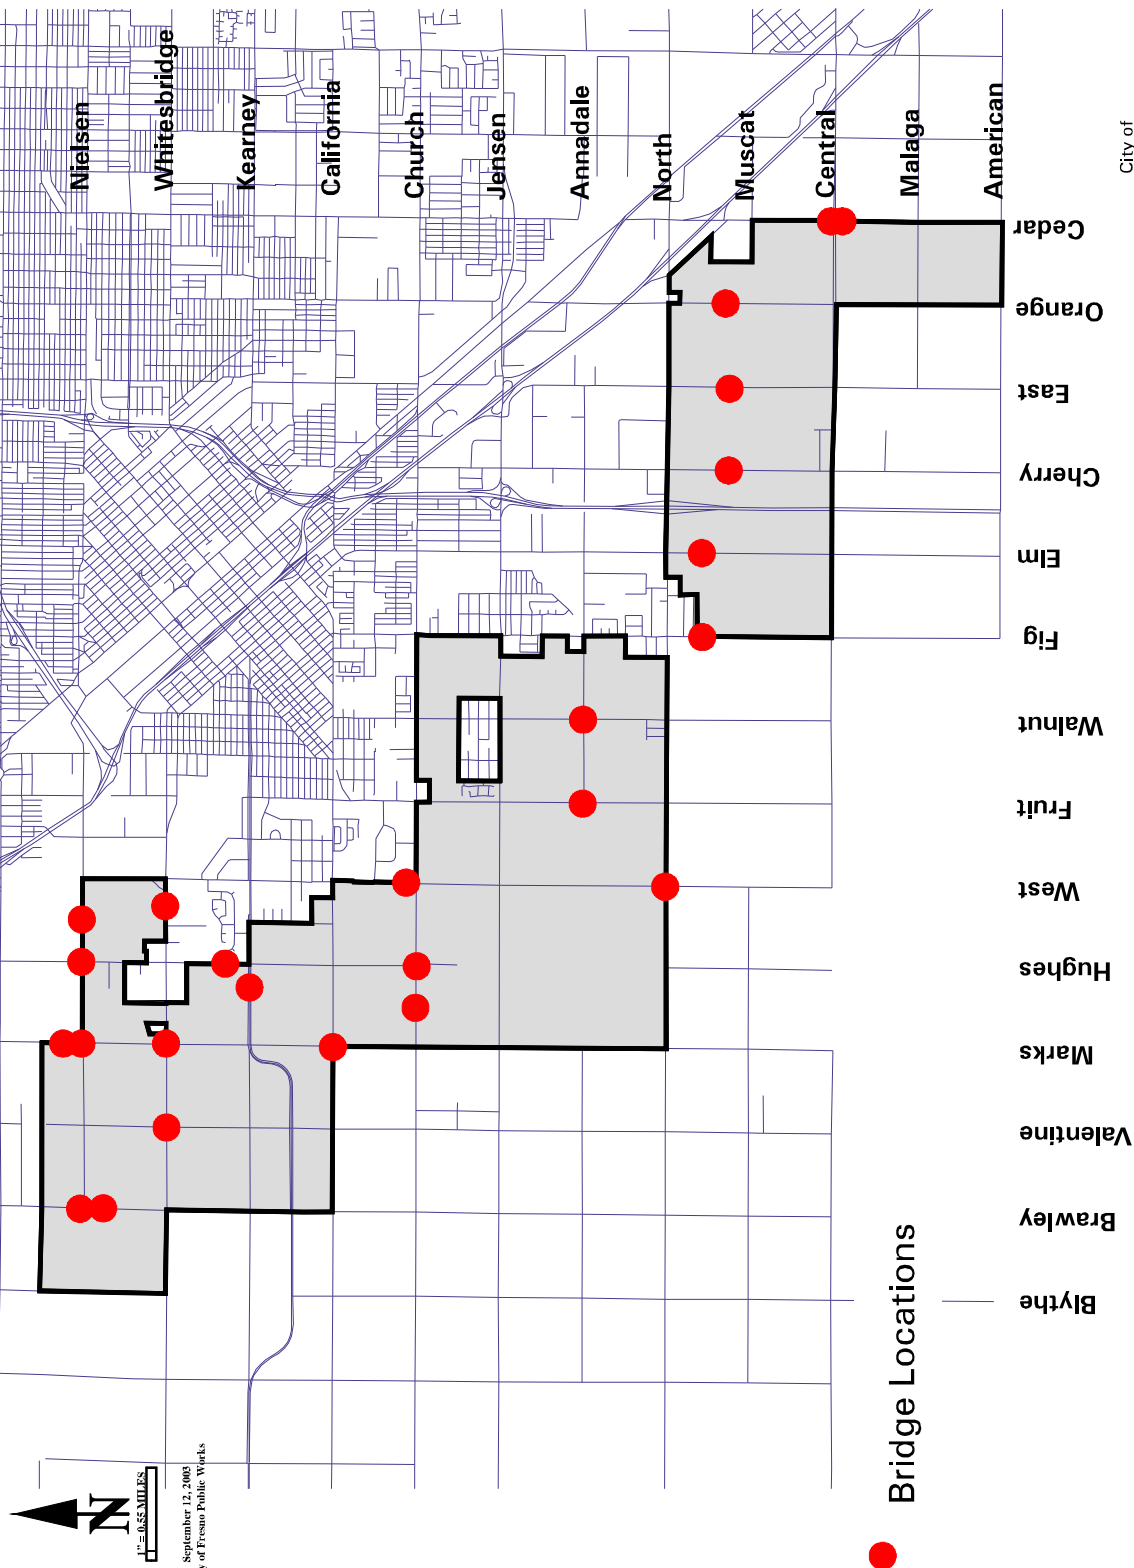 Nielsen
Whitesbridge
Kearney
California
Church
Jensen
Annadale
North
Muscat
Central
Malaga
American
City of
Cedar
Orange
East
Cherry
Elm
Fig
Walnut
Fruit
West
Hughes
Marks
Valentine
Brawley
Blythe
Bridge Locations
N
1" = 0.55 MILES
September 12, 2003
y of Fresno Public Works